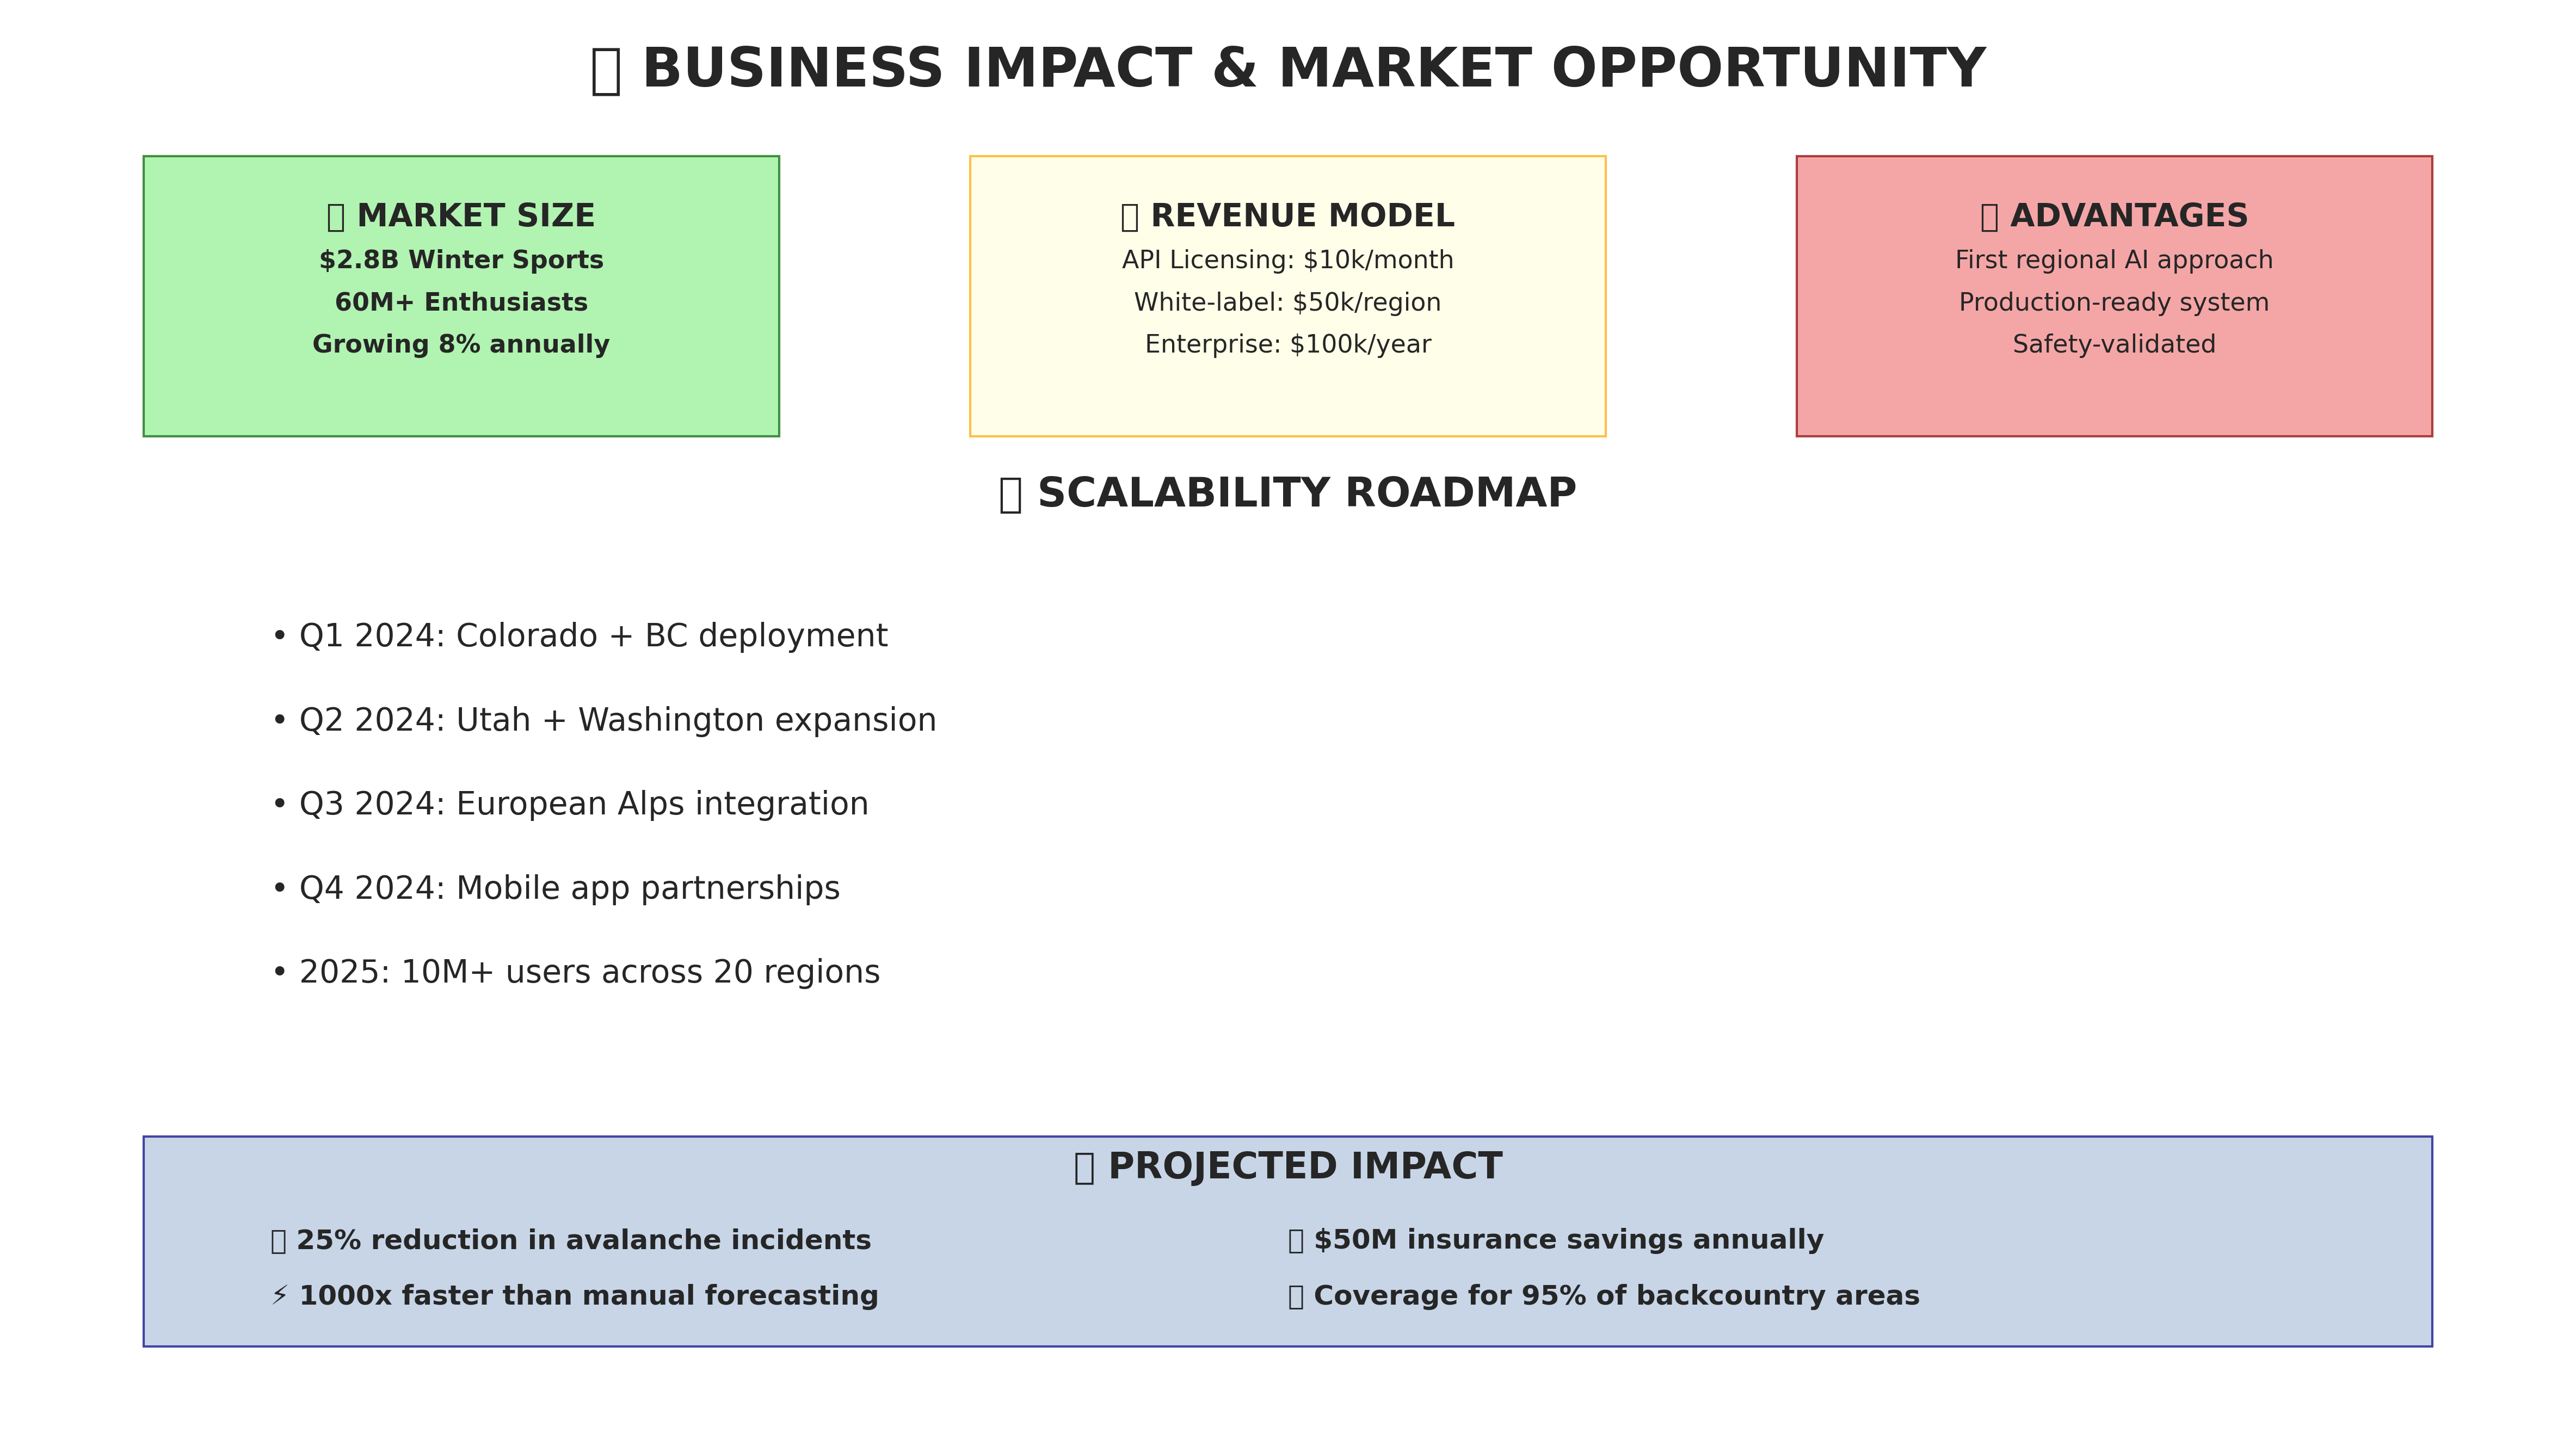 BUSINESS IMPACT & MARKET OPPORTUNITY
MARKET SIZE
$2.8B Winter Sports
60M+ Enthusiasts
Growing 8% annually
REVENUE MODEL
API Licensing: $10k/month
White-label: $50k/region
Enterprise: $100k/year
ADVANTAGES
First regional AI approach
Production-ready system
Safety-validated
SCALABILITY ROADMAP
• Q1 2024: Colorado + BC deployment
• Q2 2024: Utah + Washington expansion
• Q3 2024: European Alps integration
• Q4 2024: Mobile app partnerships
• 2025: 10M+ users across 20 regions
PROJECTED IMPACT
25% reduction in avalanche incidents
⚡ 1000x faster than manual forecasting
$50M insurance savings annually
Coverage for 95% of backcountry areas